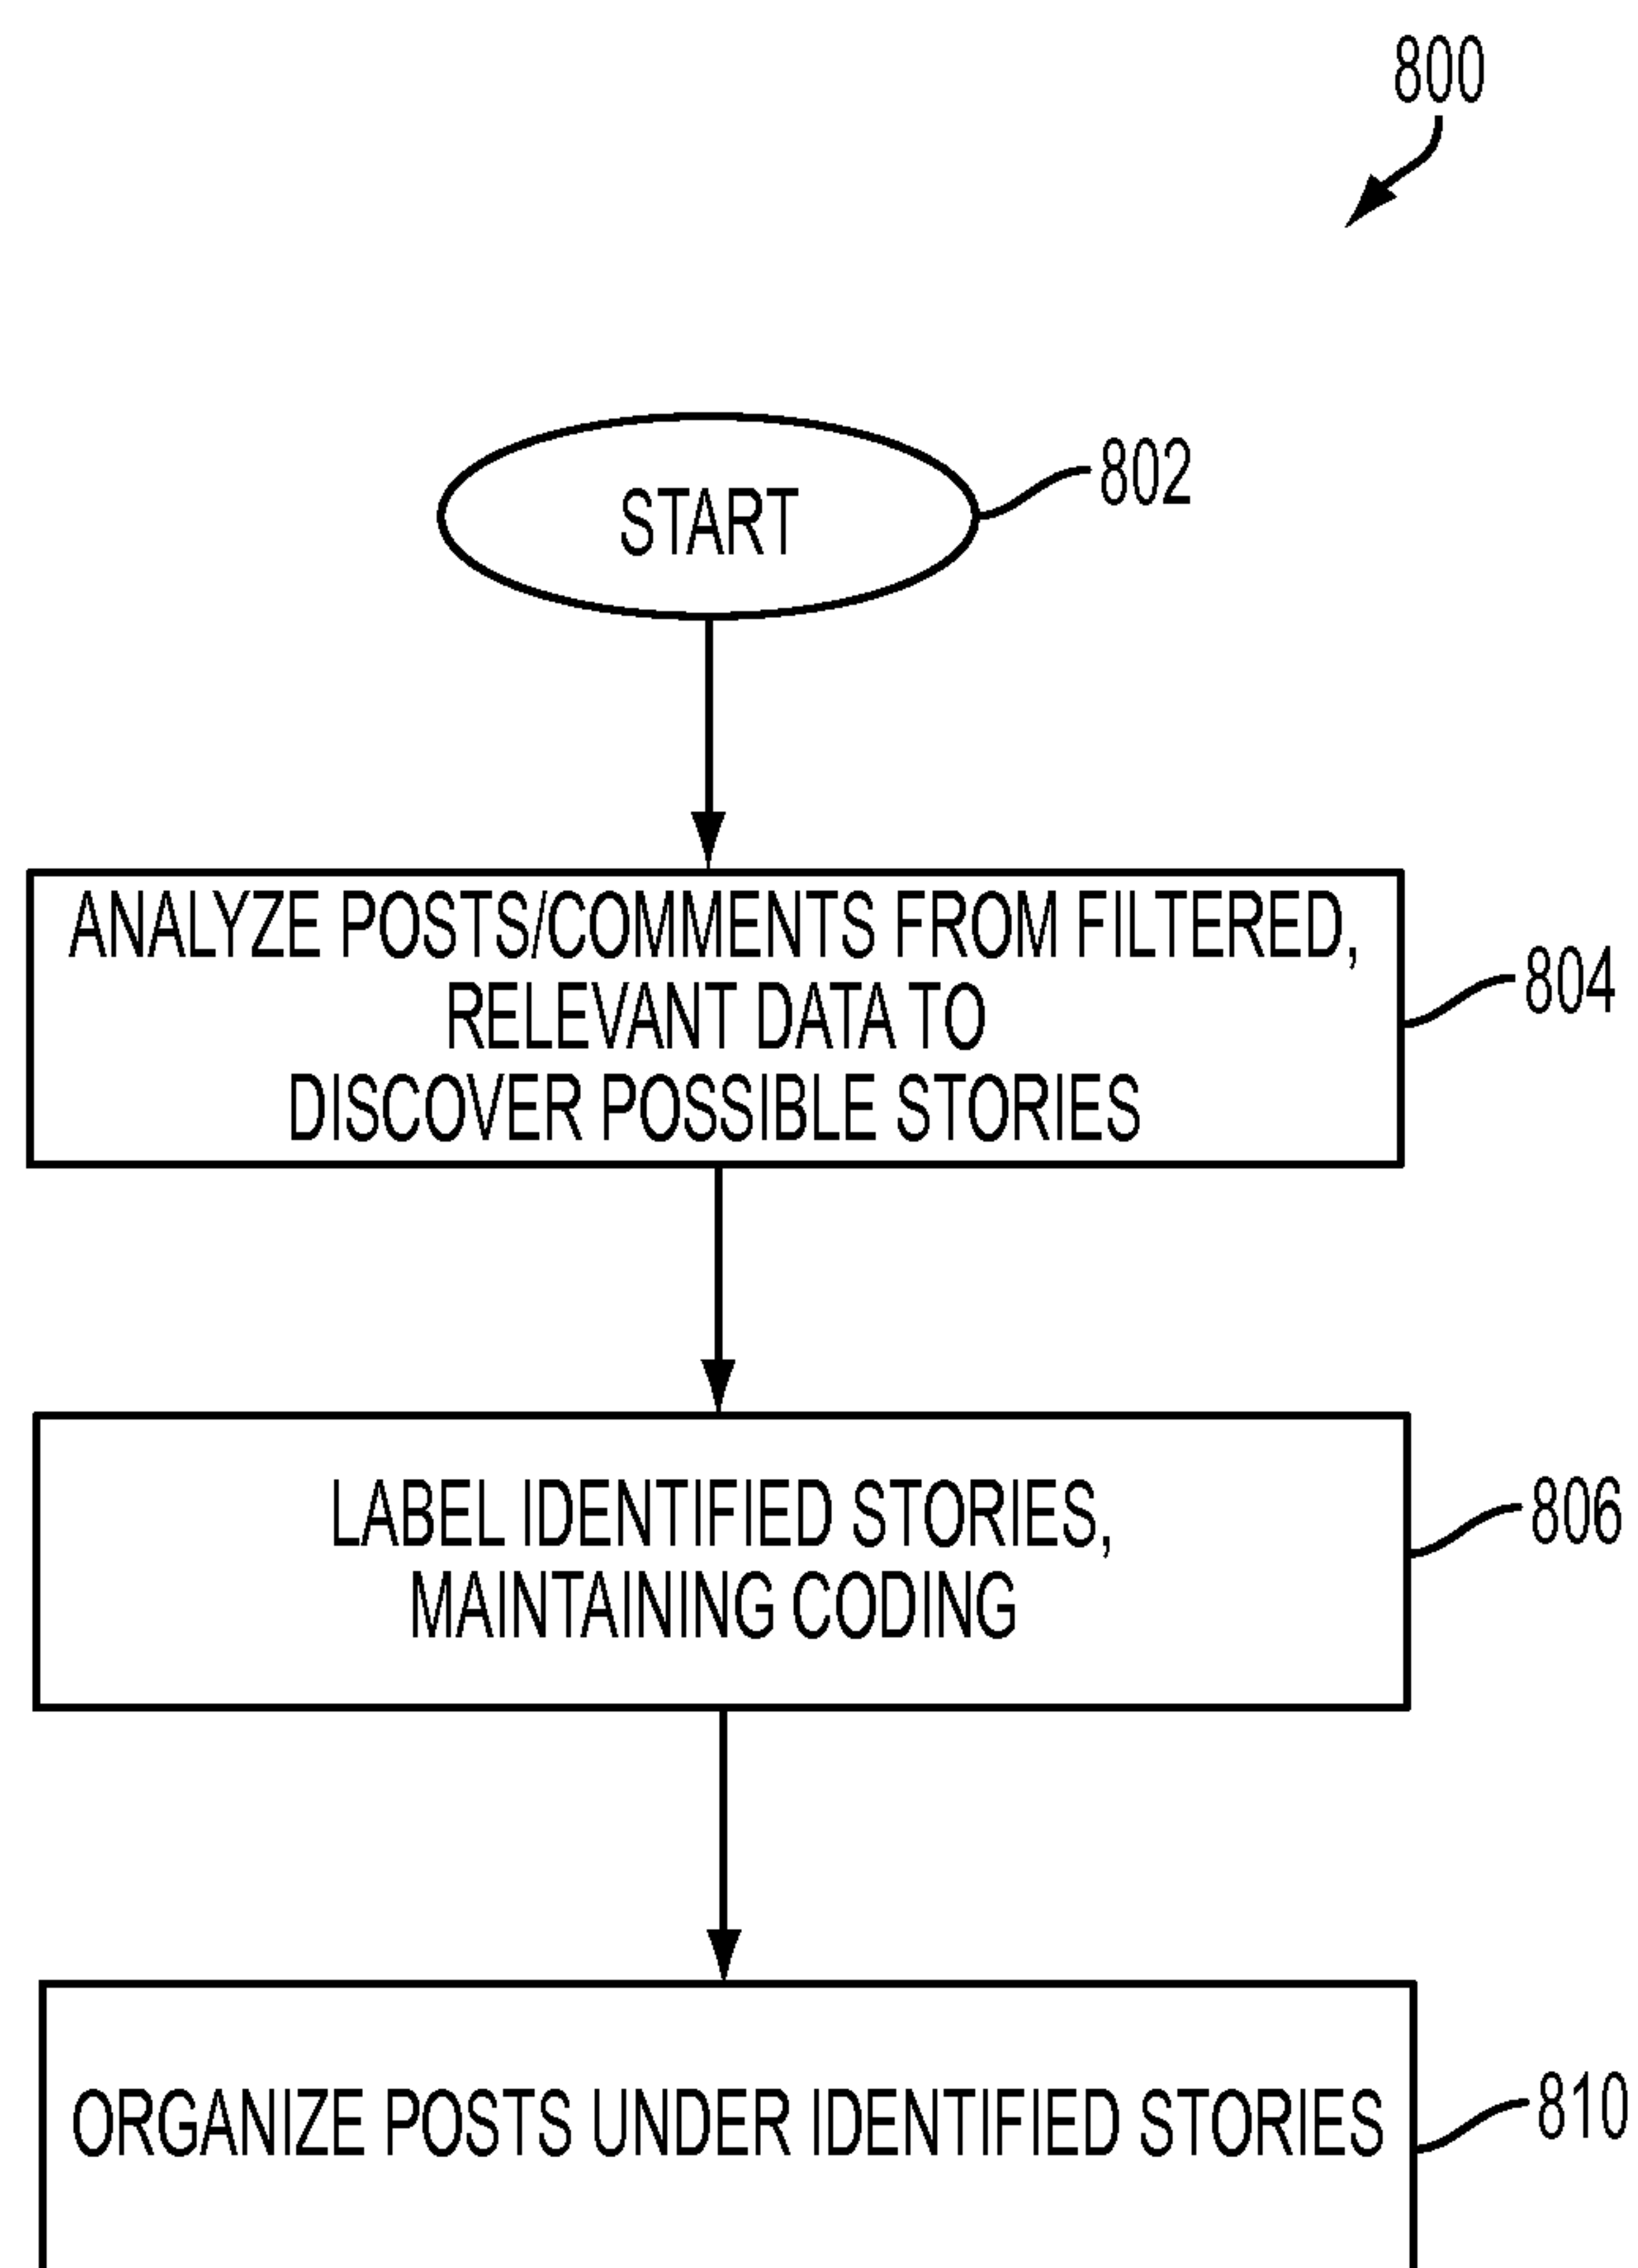 800
START
802
ANALYZE POSTS/COMMENTS FROM FILTERED,
RELEVANT DATA TO
DISCOVER POSSIBLE STORIES
804
LABEL IDENTIFIED STORIES,
MAINTAINING CODING
806
ORGANIZE POSTS UNDER IDENTIFIED STORIES
810